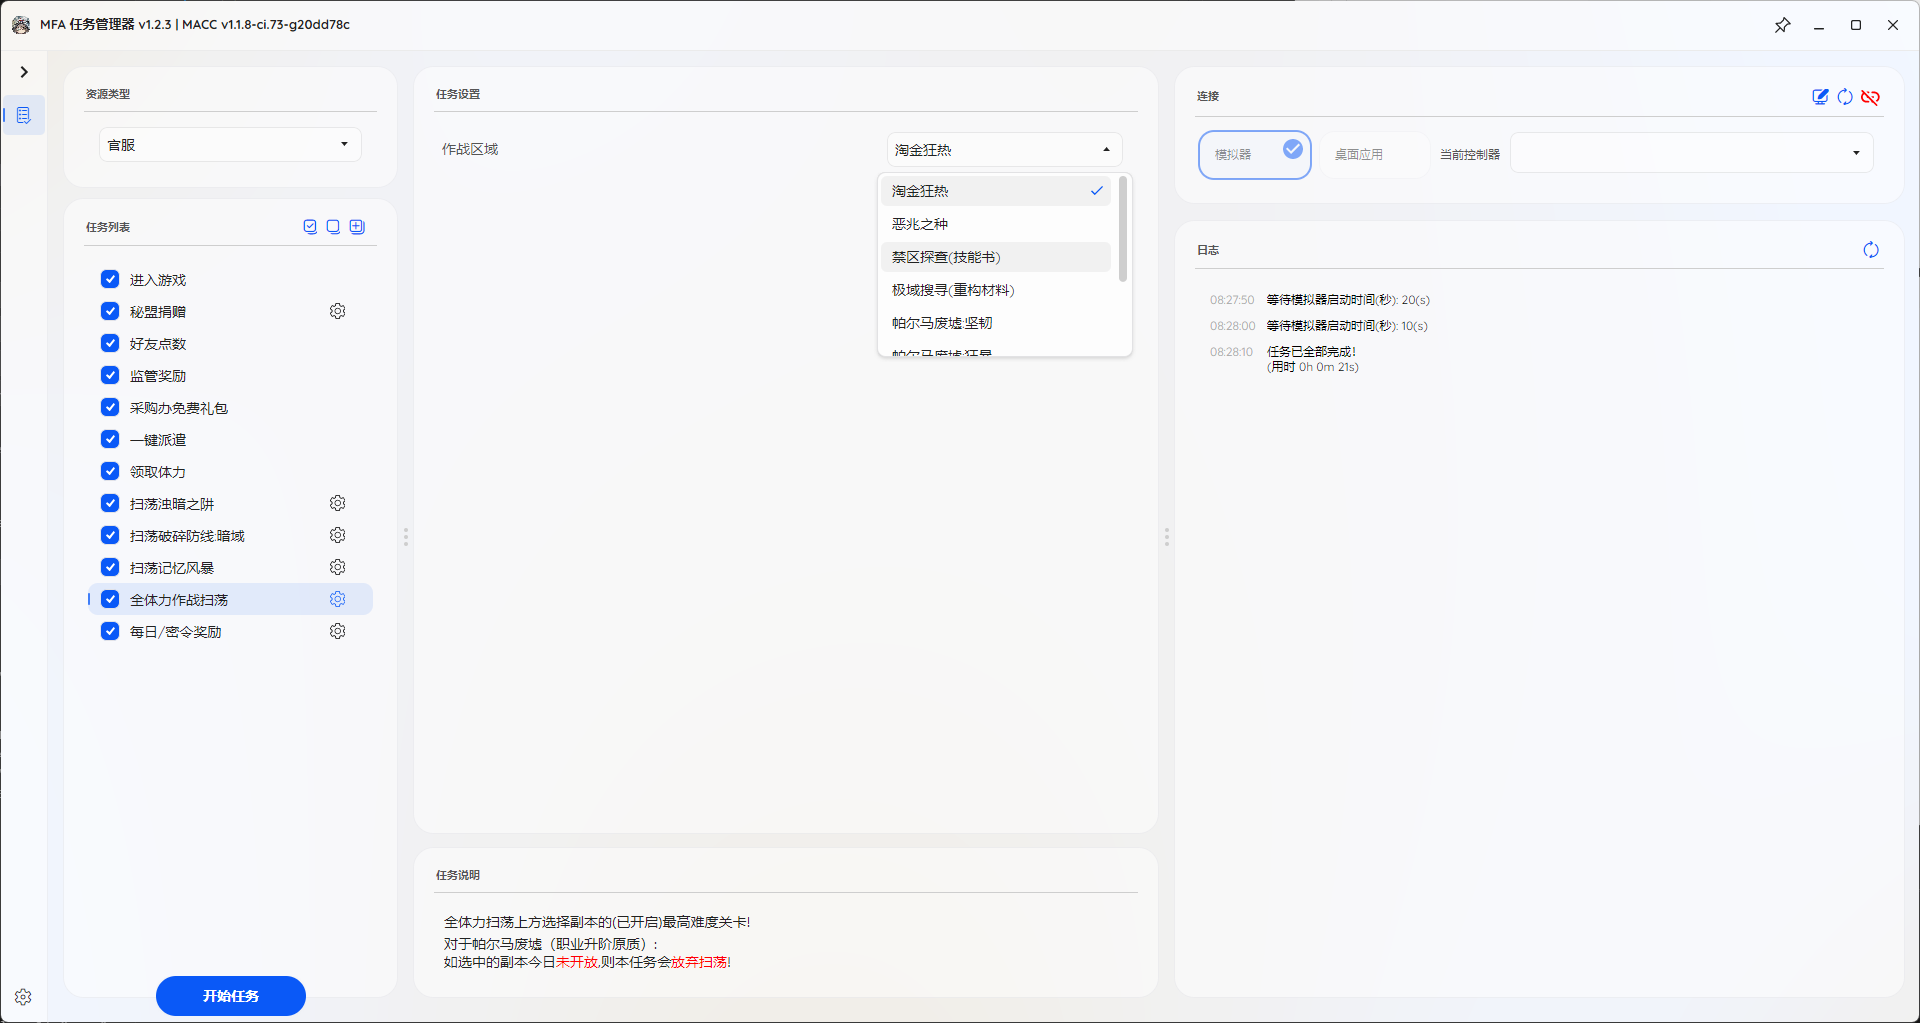 MFA 任务管理器 v1.2.3 | MACC v1.1.8-ci.73-g20dd78c
资源类型
官服
任务列表
进入游戏
秘盟捐赠
好友点数
监管奖励
采购办免费礼包
一键派遣
领取体力
扫荡浊暗之阱
扫荡破碎防线:暗域
扫荡记忆风暴
全体力作战扫荡
每日/密令奖励
开始任务
任务设置
作战区域
淘金狂热
淘金狂热
恶兆之种
禁区探查(技能书)
极域搜寻(重构材料)
帕尔马废墟:坚韧
帕尔马废墟:狂暴
任务说明
全体力扫荡上方选择副本的(已开启)最高难度关卡!
对于帕尔马废墟（职业升阶原质）:
如选中的副本今日未开放,则本任务会放弃扫荡!
连接
模拟器
桌面应用
当前控制器
日志
08:27:50 等待模拟器启动时间(秒): 20(s)
08:28:00 等待模拟器启动时间(秒): 10(s)
08:28:10 任务已全部完成!
(用时 0h 0m 21s)